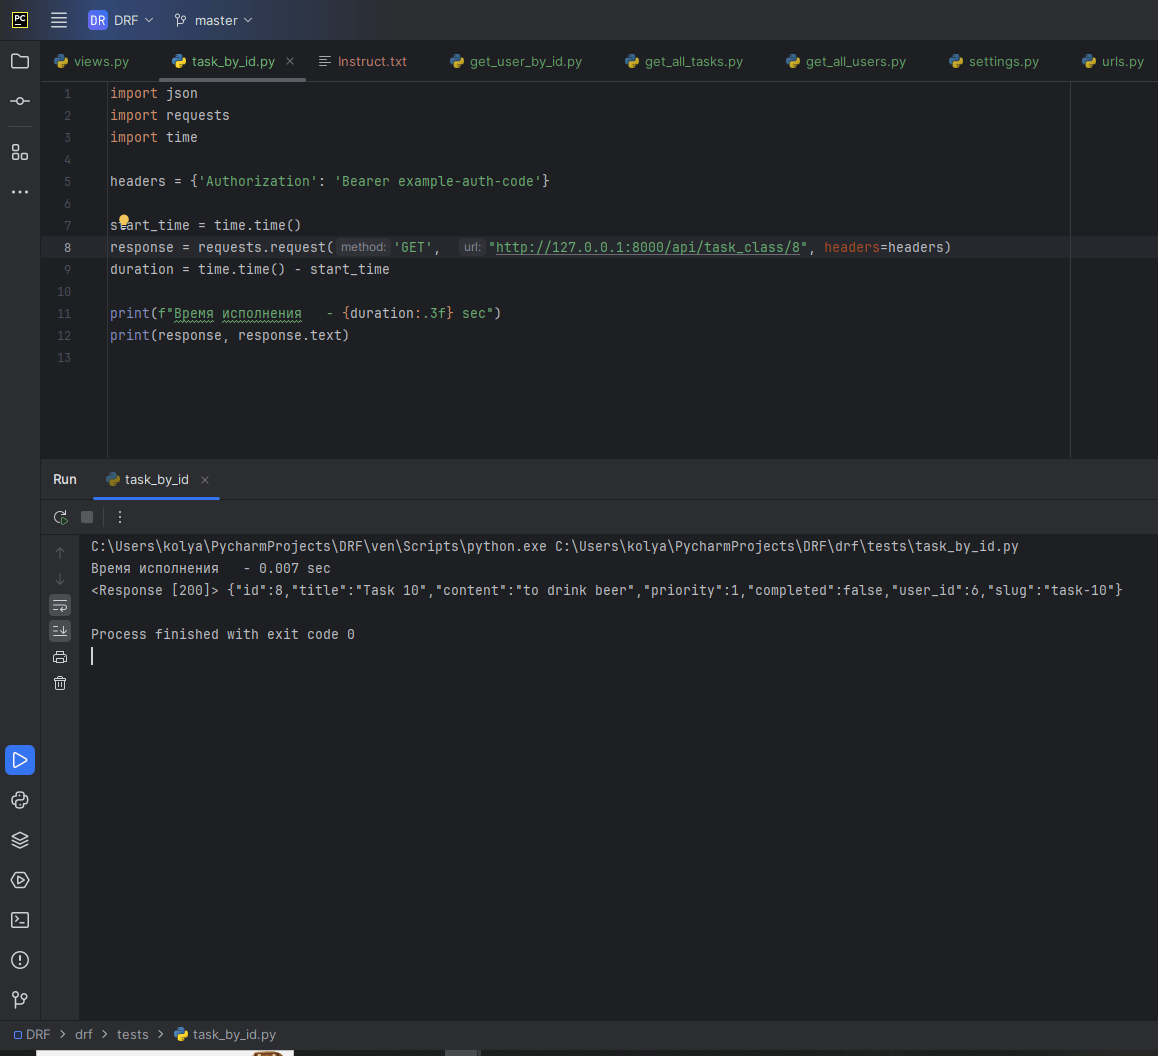 PC
DR DRF master
views.py task_by_id.py Instruct.txt get_user_by_id.py get_all_tasks.py get_all_users.py settings.py urls.py
1 import json
2 import requests
3 import time
4
5 headers = {'Authorization': 'Bearer example-auth-code'}
6
7 start_time = time.time()
8 response = requests.request( method: 'GET', url: "http://127.0.0.1:8000/api/task_class/8", headers=headers)
9 duration = time.time() - start_time
10
11 print(f"Время исполнения - {duration:.3f} sec")
12 print(response, response.text)
13
Run task_by_id
C:\Users\kolya\PycharmProjects\DRF\ven\Scripts\python.exe C:\Users\kolya\PycharmProjects\DRF\drf\tests\task_by_id.py
Время исполнения - 0.007 sec
<Response [200]> {"id":8,"title":"Task 10","content":"to drink beer","priority":1,"completed":false,"user_id":6,"slug":"task-10"}
Process finished with exit code 0
DRF > drf > tests > task_by_id.py